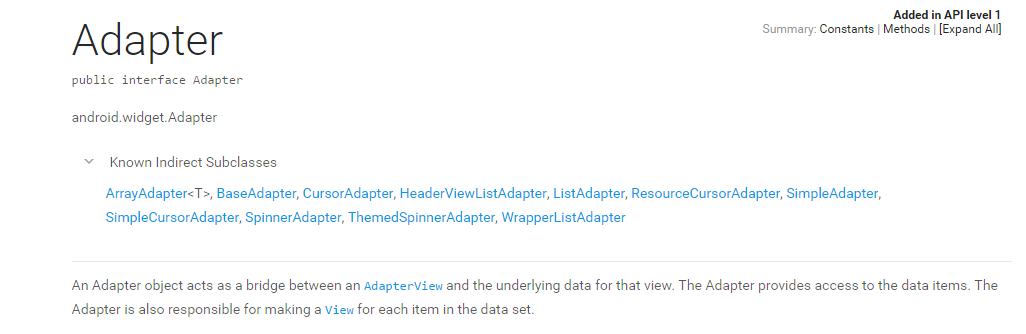 Added in API level 1
Adapter
Summary: Constants | Methods | [Expand All]
public interface Adapter
android.widget.Adapter
Known Indirect Subclasses
ArrayAdapter<T>, BaseAdapter, CursorAdapter, HeaderViewListAdapter, ListAdapter, ResourceCursorAdapter, SimpleAdapter,
SimpleCursorAdapter, SpinnerAdapter, ThemedSpinnerAdapter, WrapperListAdapter
An Adapter object acts as a bridge between an AdapterView and the underlying data for that view. The Adapter provides access to the data items. The
Adapter is also responsible for making a View for each item in the data set.